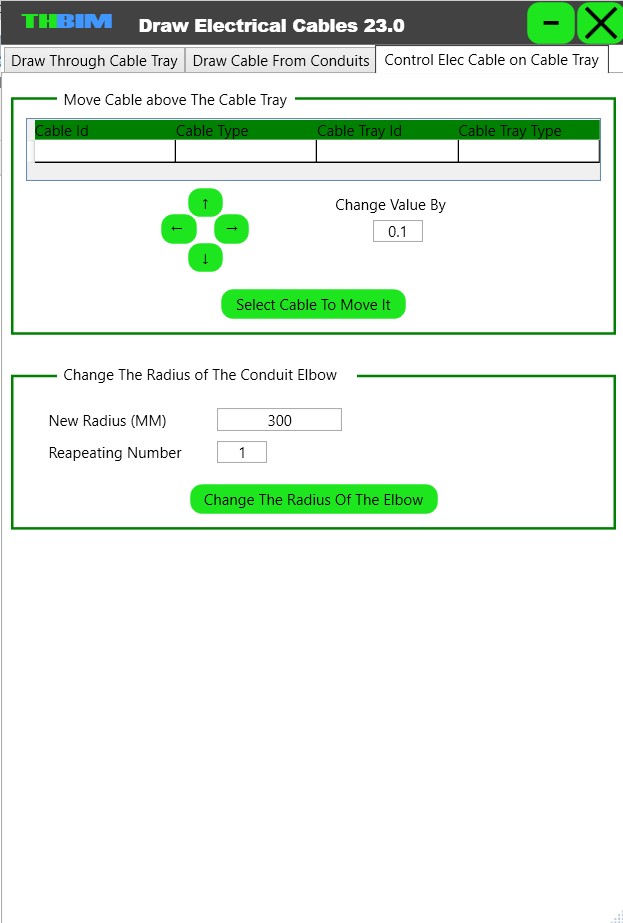 THBIM Draw Electrical Cables 23.0
Draw Through Cable Tray Draw Cable From Conduits Control Elec Cable on Cable Tray
Move Cable above The Cable Tray
Cable Id Cable Type Cable Tray Id Cable Tray Type
↑
← →
↓
Change Value By
0.1
Select Cable To Move It
Change The Radius of The Conduit Elbow
New Radius (MM) 300
Reapeating Number 1
Change The Radius Of The Elbow